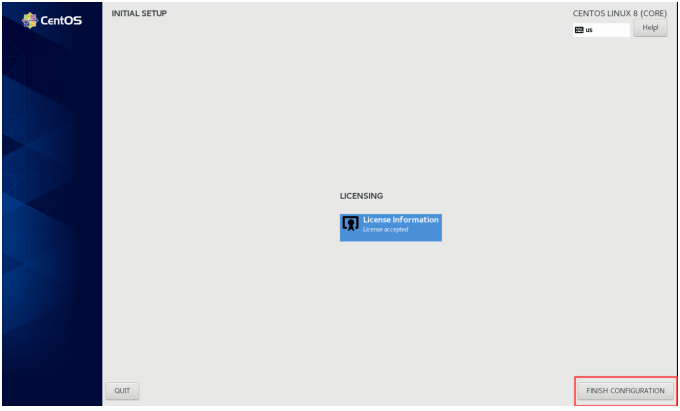 CentOS
INITIAL SETUP
CENTOS LINUX 8 (CORE)
us
Help!
LICENSING
License Information
License accepted
QUIT
FINISH CONFIGURATION